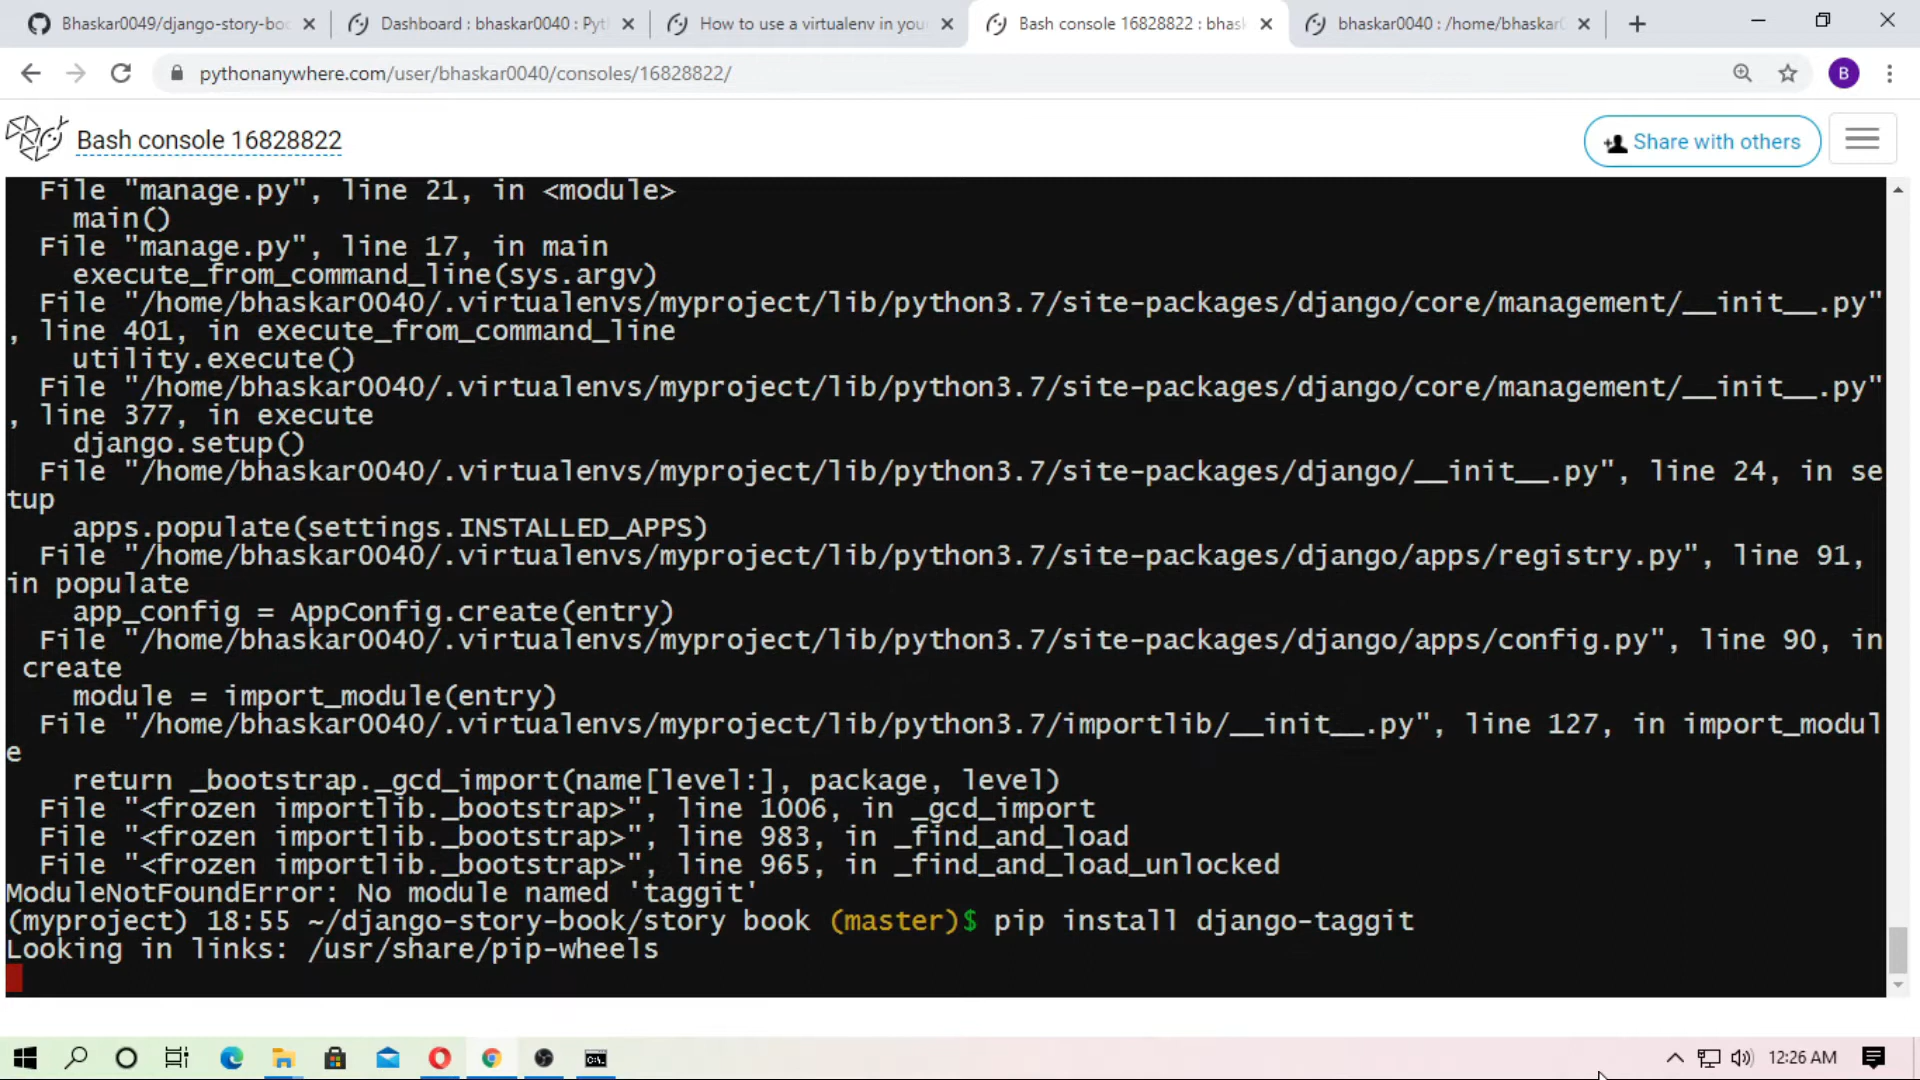 Bhaskar0049/django-story-boo
Dashboard : bhaskar0040 : Pyth
How to use a virtualenv in your
Bash console 16828822 : bhask
bhaskar0040 : /home/bhaskar0
pythonanywhere.com/user/bhaskar0040/consoles/16828822/
B
Bash console 16828822
Share with others
File "manage.py", line 21, in <module>
main()
File "manage.py", line 17, in main
execute_from_command_line(sys.argv)
File "/home/bhaskar0040/.virtualenvs/myproject/lib/python3.7/site-packages/django/core/management/__init__.py"
, line 401, in execute_from_command_line
utility.execute()
File "/home/bhaskar0040/.virtualenvs/myproject/lib/python3.7/site-packages/django/core/management/__init__.py"
, line 377, in execute
django.setup()
File "/home/bhaskar0040/.virtualenvs/myproject/lib/python3.7/site-packages/django/__init__.py", line 24, in se
tup
apps.populate(settings.INSTALLED_APPS)
File "/home/bhaskar0040/.virtualenvs/myproject/lib/python3.7/site-packages/django/apps/registry.py", line 91,
in populate
app_config = AppConfig.create(entry)
File "/home/bhaskar0040/.virtualenvs/myproject/lib/python3.7/site-packages/django/apps/config.py", line 90, in
create
module = import_module(entry)
File "/home/bhaskar0040/.virtualenvs/myproject/lib/python3.7/importlib/__init__.py", line 127, in import_modul
e
return _bootstrap._gcd_import(name[level:], package, level)
File "<frozen importlib._bootstrap>", line 1006, in _gcd_import
File "<frozen importlib._bootstrap>", line 983, in _find_and_load
File "<frozen importlib._bootstrap>", line 965, in _find_and_load_unlocked
ModuleNotFoundError: No module named 'taggit'
(myproject) 18:55 ~/django-story-book/story book (master)$ pip install django-taggit
Looking in links: /usr/share/pip-wheels
12:26 AM